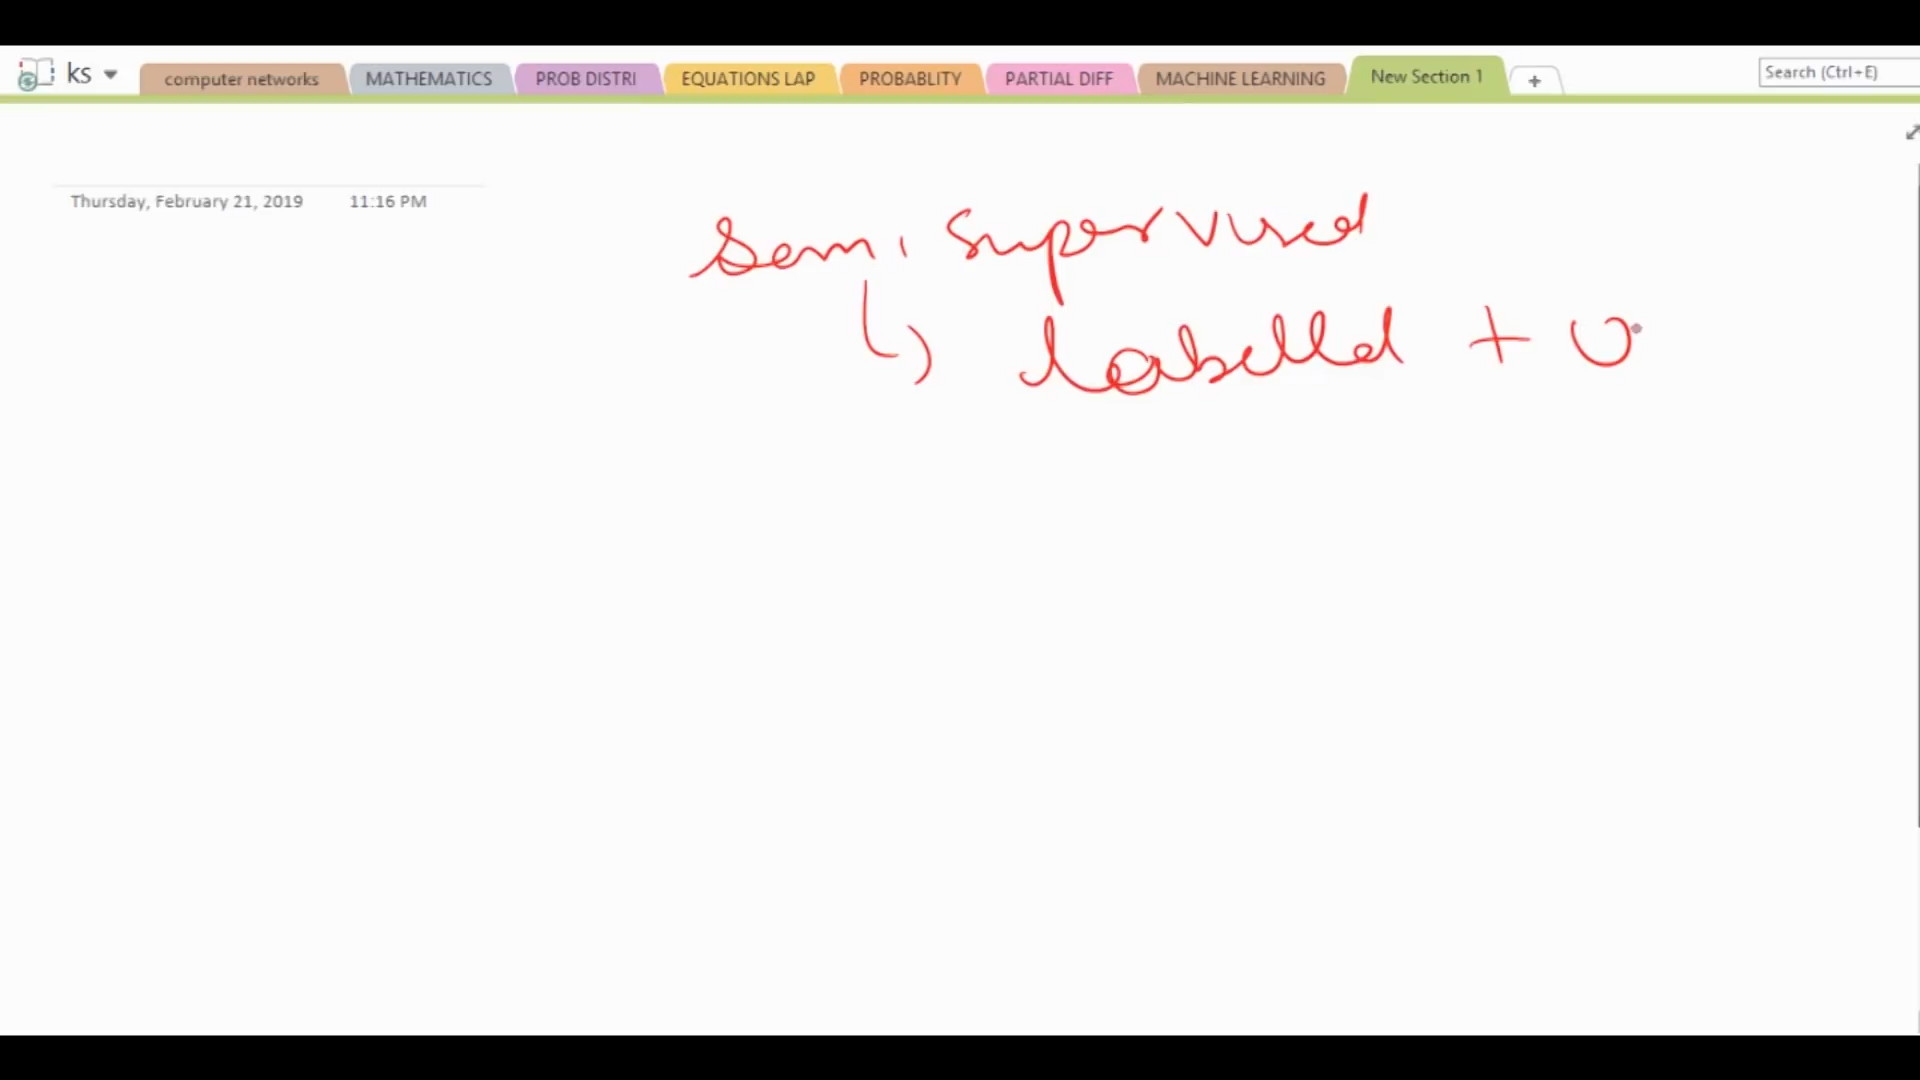 ks computer networks MATHEMATICS PROB DISTRI EQUATIONS LAP PROBABLITY PARTIAL DIFF MACHINE LEARNING New Section 1 + Search (Ctrl+E)
Thursday, February 21, 2019 11:16 PM
Semi Supervised
Labelled + U